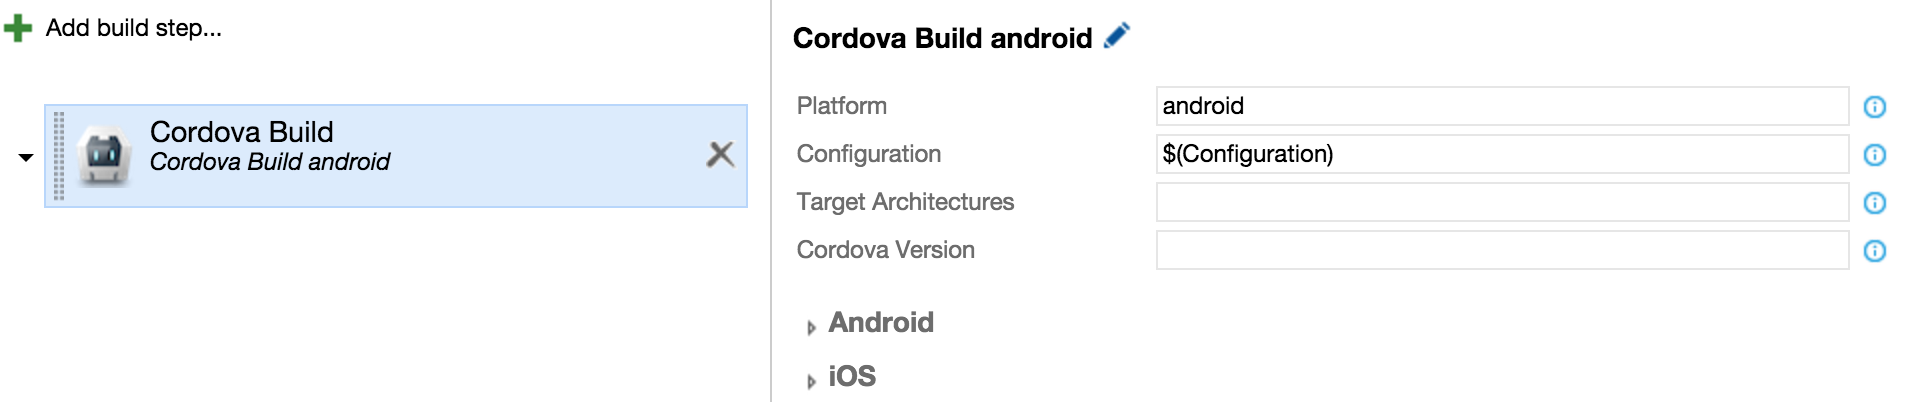 Add build step...
Cordova Build
Cordova Build android
Cordova Build android
Platform
android
Configuration
$(Configuration)
Target Architectures
Cordova Version
Android
iOS